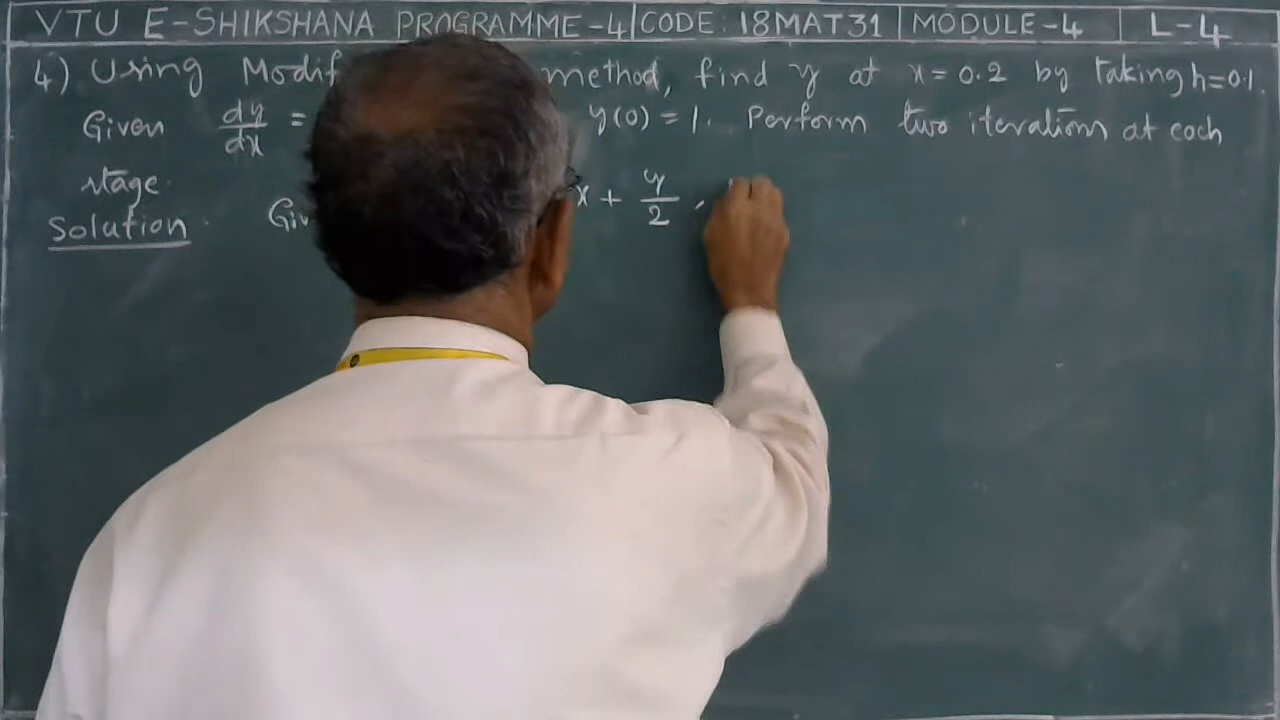 VTU E-SHIKSHANA PROGRAMME-4 | CODE: 18MAT31 | MODULE-4 | L-4
4) Using Modif method, find y at x = 0.2 by taking h=0.1.
Given dy/dx = y(0) = 1. Perform two iterations at each
stage.
Solution. Giv x + y/2 ,